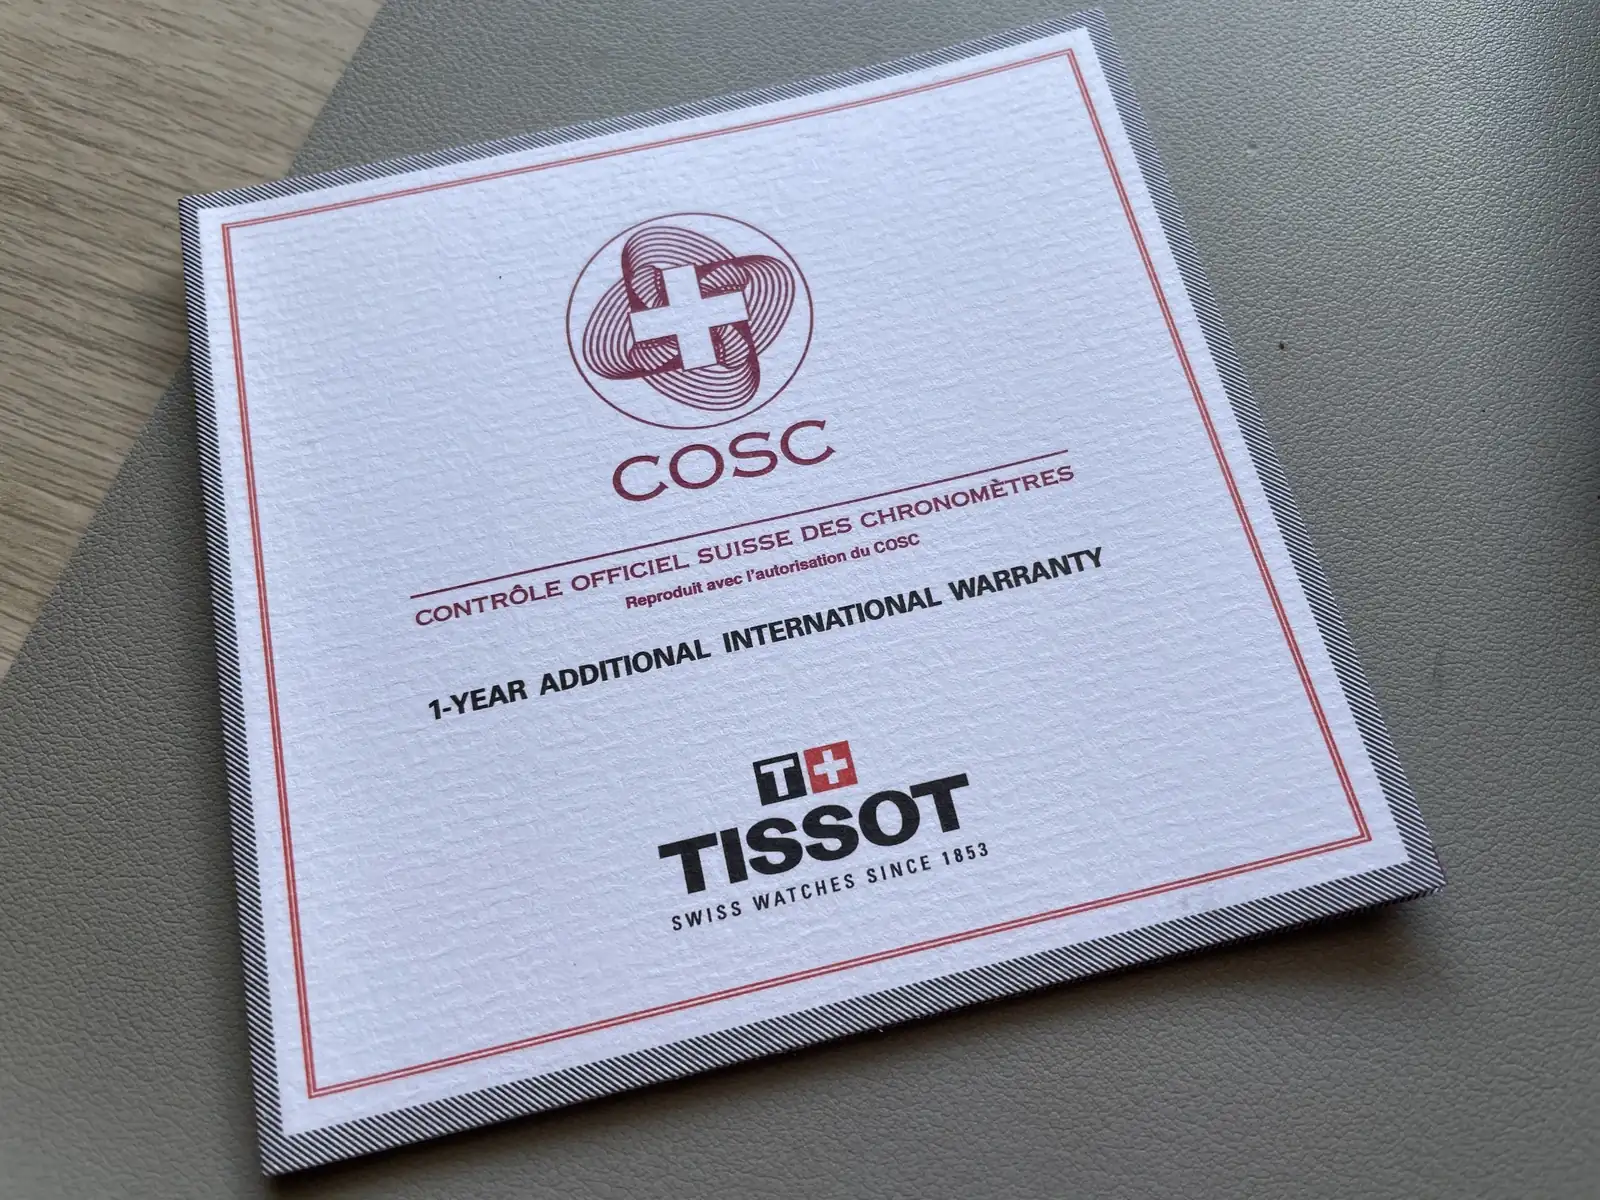 COSC
CONTRÔLE OFFICIEL SUISSE DES CHRONOMÈTRES
Reproduit avec l'autorisation du COSC
1-YEAR ADDITIONAL INTERNATIONAL WARRANTY
T+
TISSOT
SWISS WATCHES SINCE 1853